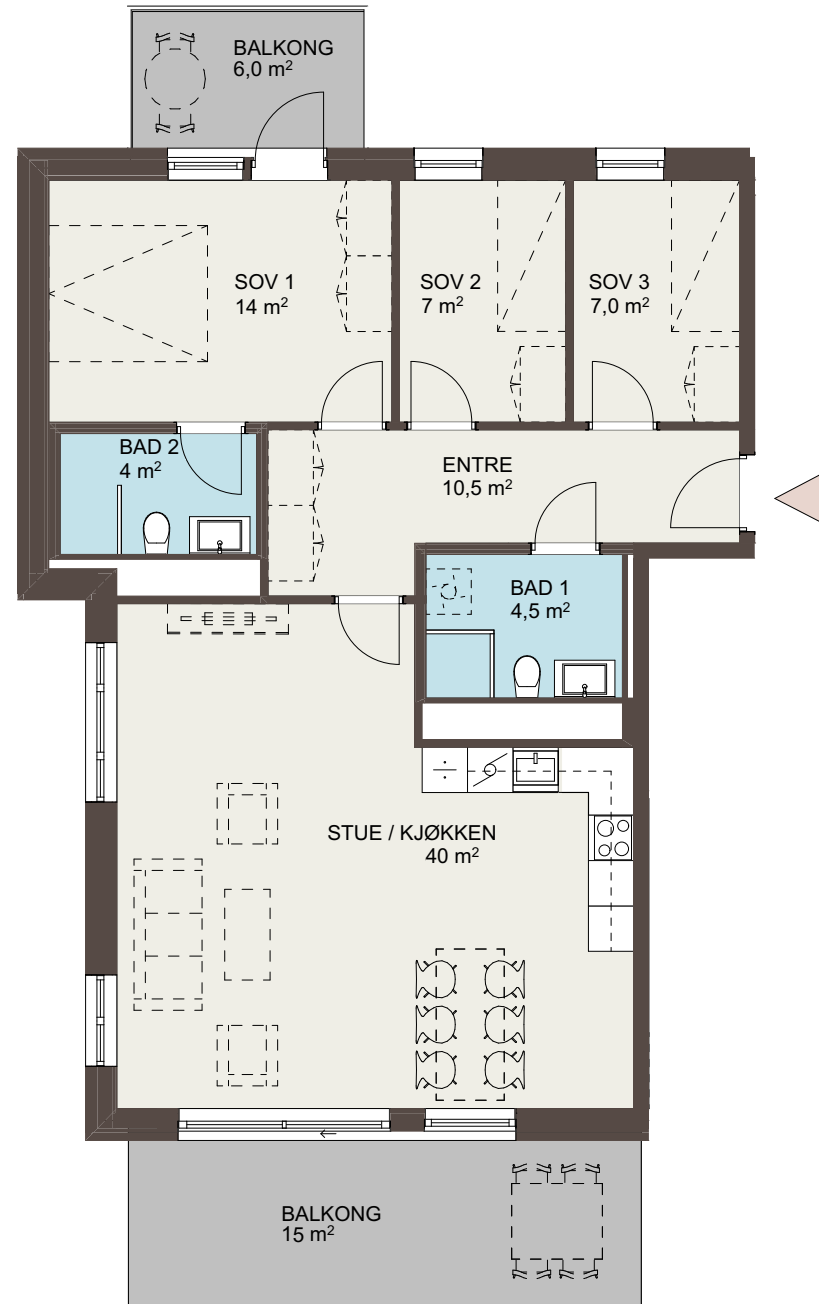 BALKONG
6,0 m²
SOV 1
14 m²
SOV 2
7 m²
SOV 3
7,0 m²
BAD 2
4 m²
ENTRE
10,5 m²
BAD 1
4,5 m²
STUE / KJØKKEN
40 m²
BALKONG
15 m²